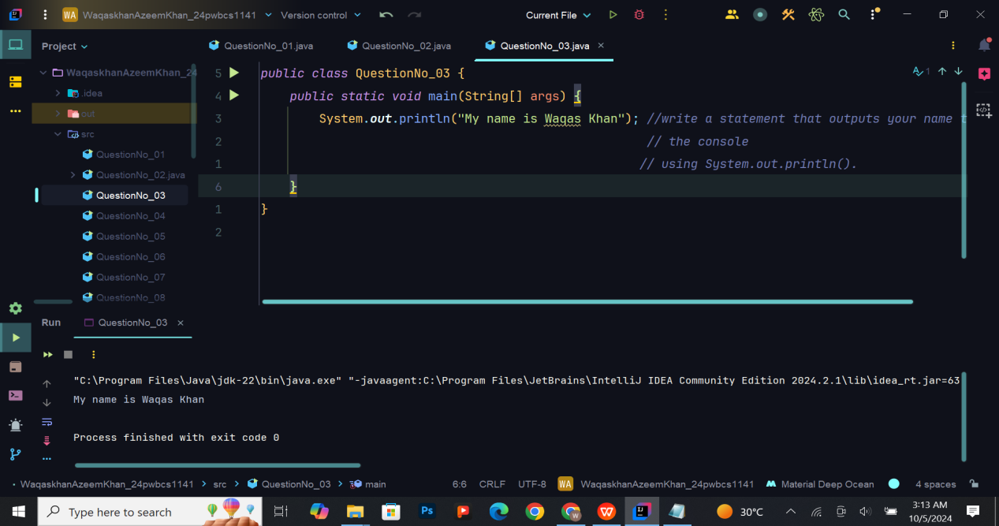 WA WaqaskhanAzeemKhan_24pwbcs1141 Version control Current File
Project QuestionNo_01.java QuestionNo_02.java QuestionNo_03.java
WaqaskhanAzeemKhan_24
.idea
out
src
QuestionNo_01
QuestionNo_02.java
QuestionNo_03
QuestionNo_04
QuestionNo_05
QuestionNo_06
QuestionNo_07
QuestionNo_08
5 public class QuestionNo_03 { 1
4 public static void main(String[] args) {
3 System.out.println("My name is Waqas Khan"); //write a statement that outputs your name t
2 // the console
1 // using System.out.println().
6 }
1 }
2
Run QuestionNo_03
"C:\Program Files\Java\jdk-22\bin\java.exe" "-javaagent:C:\Program Files\JetBrains\IntelliJ IDEA Community Edition 2024.2.1\lib\idea_rt.jar=63
My name is Waqas Khan
Process finished with exit code 0
WaqaskhanAzeemKhan_24pwbcs1141 src QuestionNo_03 main 6:6 CRLF UTF-8 WA WaqaskhanAzeemKhan_24pwbcs1141 Material Deep Ocean 4 spaces
Type here to search Ps 30°C 3:13 AM
10/5/2024